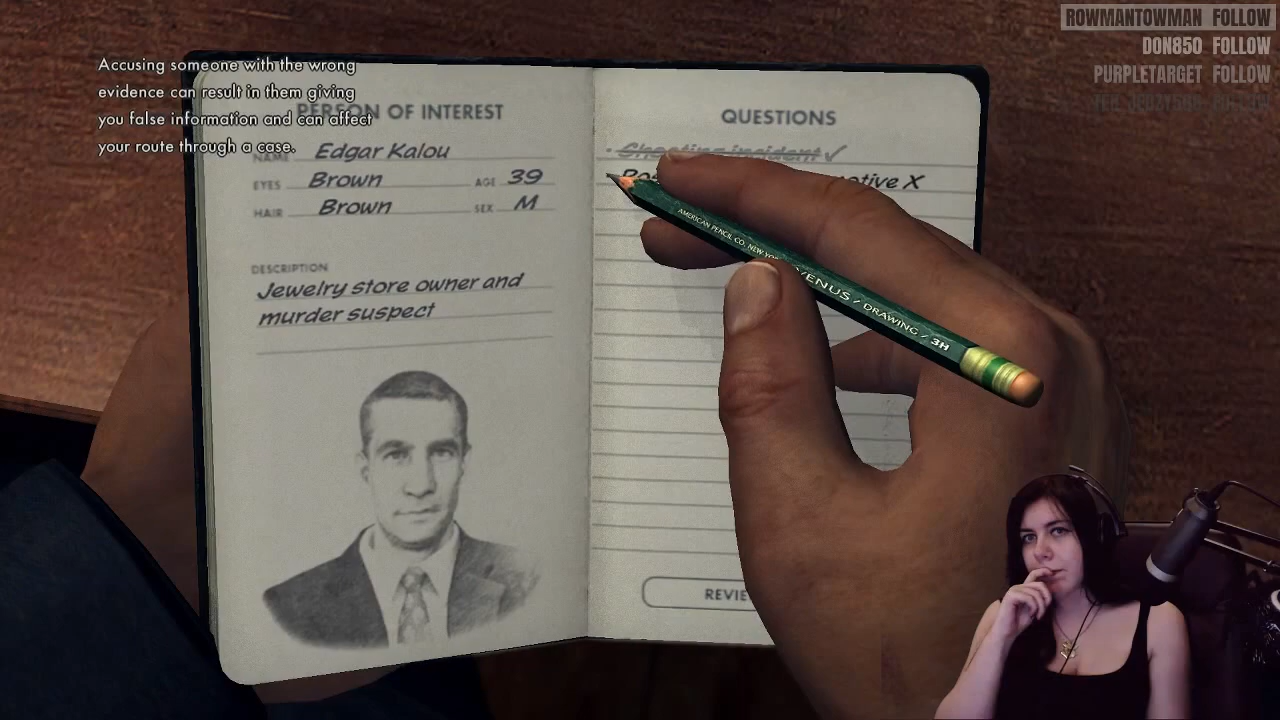 ROWMANTOWMAN FOLLOW
DON850 FOLLOW
PURPLETARGET FOLLOW
Accusing someone with the wrong
evidence can result in them giving
you false information and can affect
your route through a case.
PERSON OF INTEREST
NAME Edgar Kalou
EYES Brown AGE 39
HAIR Brown SEX M
DESCRIPTION
Jewelry store owner and
murder suspect
QUESTIONS
Shooting incident ✓
X
AMERICAN PENCIL CO. NEW YORK VENUS / DRAWING / 3H